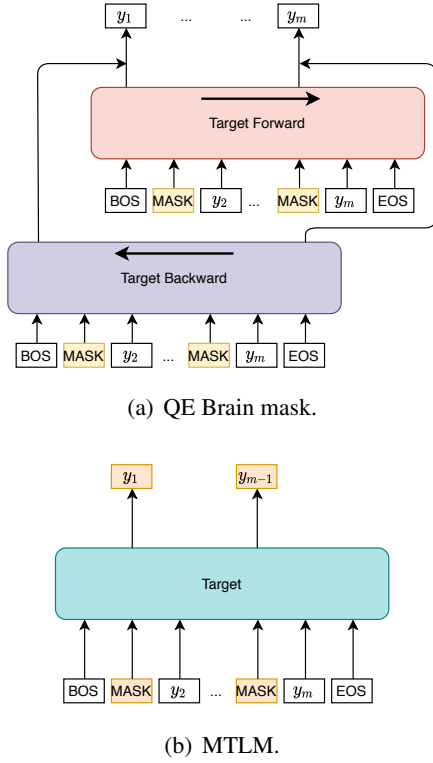 y₁ ... ... yₘ
Target Forward
BOS MASK y₂ ... MASK yₘ EOS
Target Backward
BOS MASK y₂ ... MASK yₘ EOS
(a) QE Brain mask.
y₁ yₘ₋₁
Target
BOS MASK y₂ ... MASK yₘ EOS
(b) MTLM.